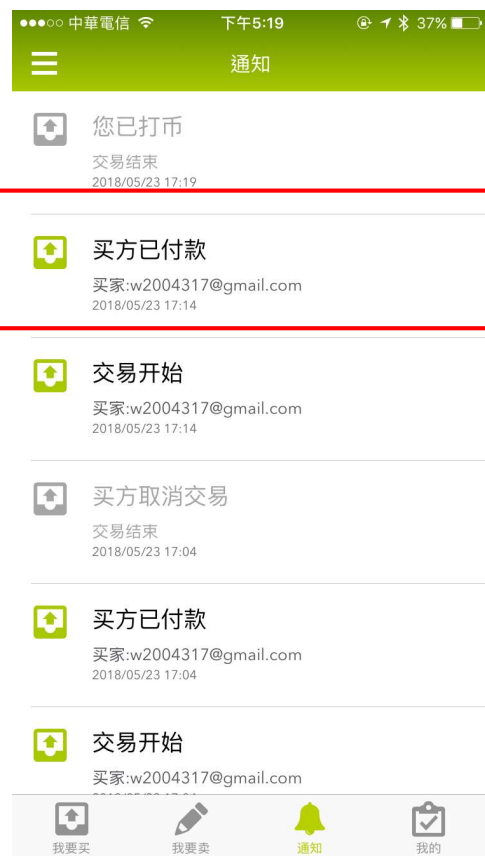 中華電信 下午5:19 37%
通知
您已打币
交易结束
2018/05/23 17:19
买方已付款
买家:w2004317@gmail.com
2018/05/23 17:14
交易开始
买家:w2004317@gmail.com
2018/05/23 17:14
买方取消交易
交易结束
2018/05/23 17:04
买方已付款
买家:w2004317@gmail.com
2018/05/23 17:04
交易开始
买家:w2004317@gmail.com
我要买 我要卖 通知 我的